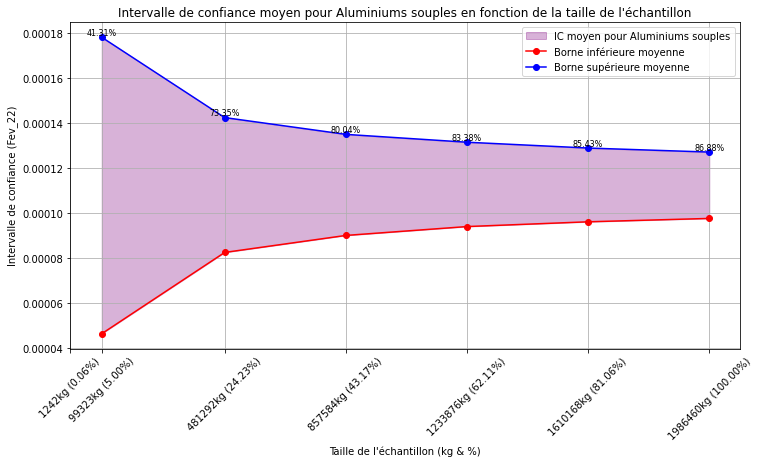 Intervalle de confiance moyen pour Aluminiums souples en fonction de la taille de l'échantillon
IC moyen pour Aluminiums souples
Borne inférieure moyenne
Borne supérieure moyenne
41.31%
73.35%
80.04%
83.38%
85.43%
86.88%
Intervalle de confiance (Fev_22)
0.00018
0.00016
0.00014
0.00012
0.00010
0.00008
0.00006
0.00004
1242kg (0.06%)
99323kg (5.00%)
481292kg (24.23%)
857584kg (43.17%)
1233876kg (62.11%)
1610168kg (81.06%)
1986460kg (100.00%)
Taille de l'échantillon (kg & %)